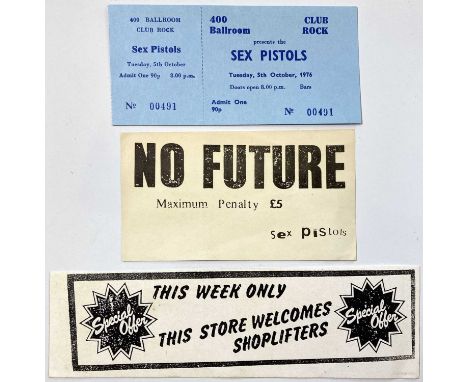 400 BALLROOM
CLUB ROCK
Sex Pistols
Tuesday, 5th October
Admit One 90p 8.00 p.m.
Nº 00491
400 Ballroom
CLUB ROCK
presents the
SEX PISTOLS
Tuesday, 5th October, 1976
Doors open 8.00 p.m. Bars
Admit One
90p
Nº 00491
NO FUTURE
Maximum Penalty £5
sex pistols
Special Offer
THIS WEEK ONLY
THIS STORE WELCOMES
SHOPLIFTERS
Special Offer